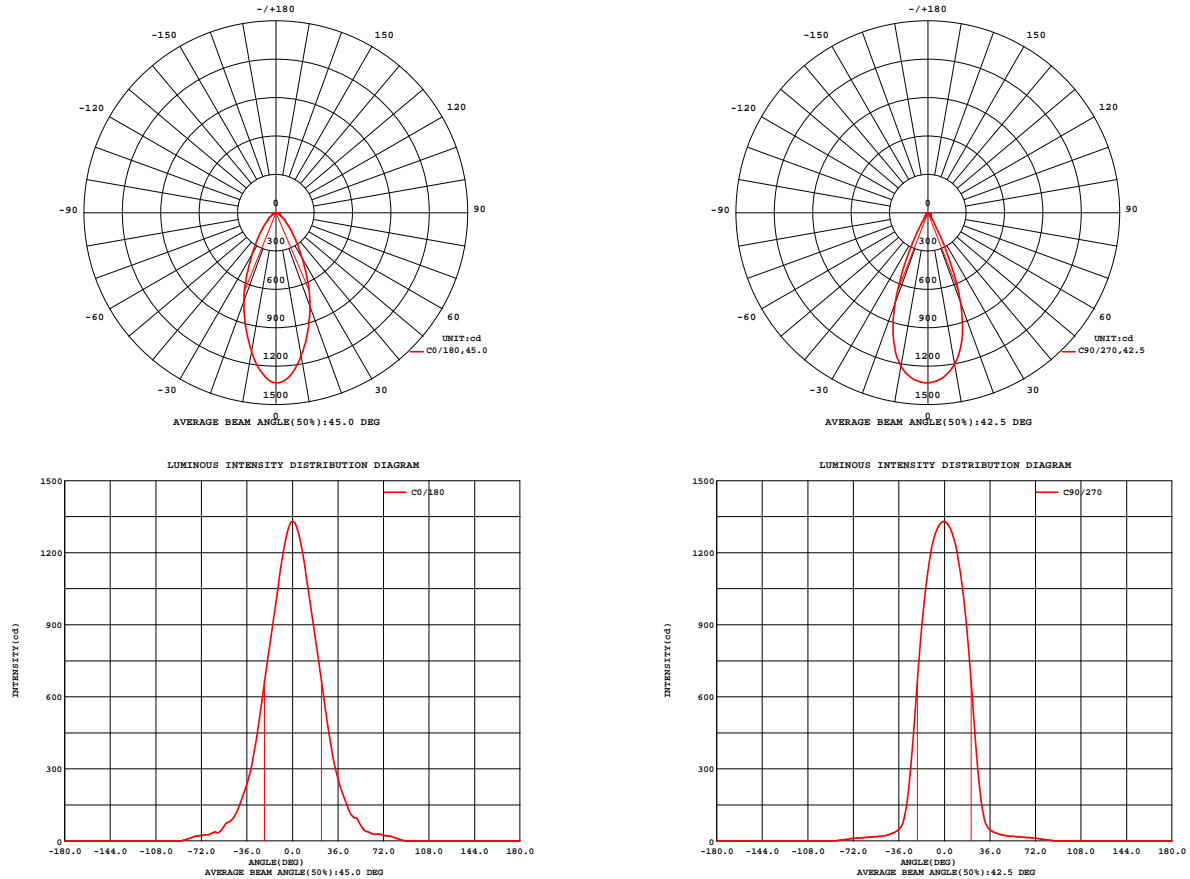 -/+180
-150
150
-120
120
-90
90
-60
60
-30
30
0
0
300
600
900
1200
1500
UNIT:cd
C0/180,45.0
AVERAGE BEAM ANGLE(50%):45.0 DEG
-/+180
-150
150
-120
120
-90
90
-60
60
-30
30
0
0
300
600
900
1200
1500
UNIT:cd
C90/270,42.5
AVERAGE BEAM ANGLE(50%):42.5 DEG
LUMINOUS INTENSITY DISTRIBUTION DIAGRAM
C0/180
INTENSITY(cd)
1500
1200
900
600
300
0
-180.0 -144.0 -108.0 -72.0 -36.0 0.0 36.0 72.0 108.0 144.0 180.0
ANGLE(DEG)
AVERAGE BEAM ANGLE(50%):45.0 DEG
LUMINOUS INTENSITY DISTRIBUTION DIAGRAM
C90/270
INTENSITY(cd)
1500
1200
900
600
300
0
-180.0 -144.0 -108.0 -72.0 -36.0 0.0 36.0 72.0 108.0 144.0 180.0
ANGLE(DEG)
AVERAGE BEAM ANGLE(50%):42.5 DEG